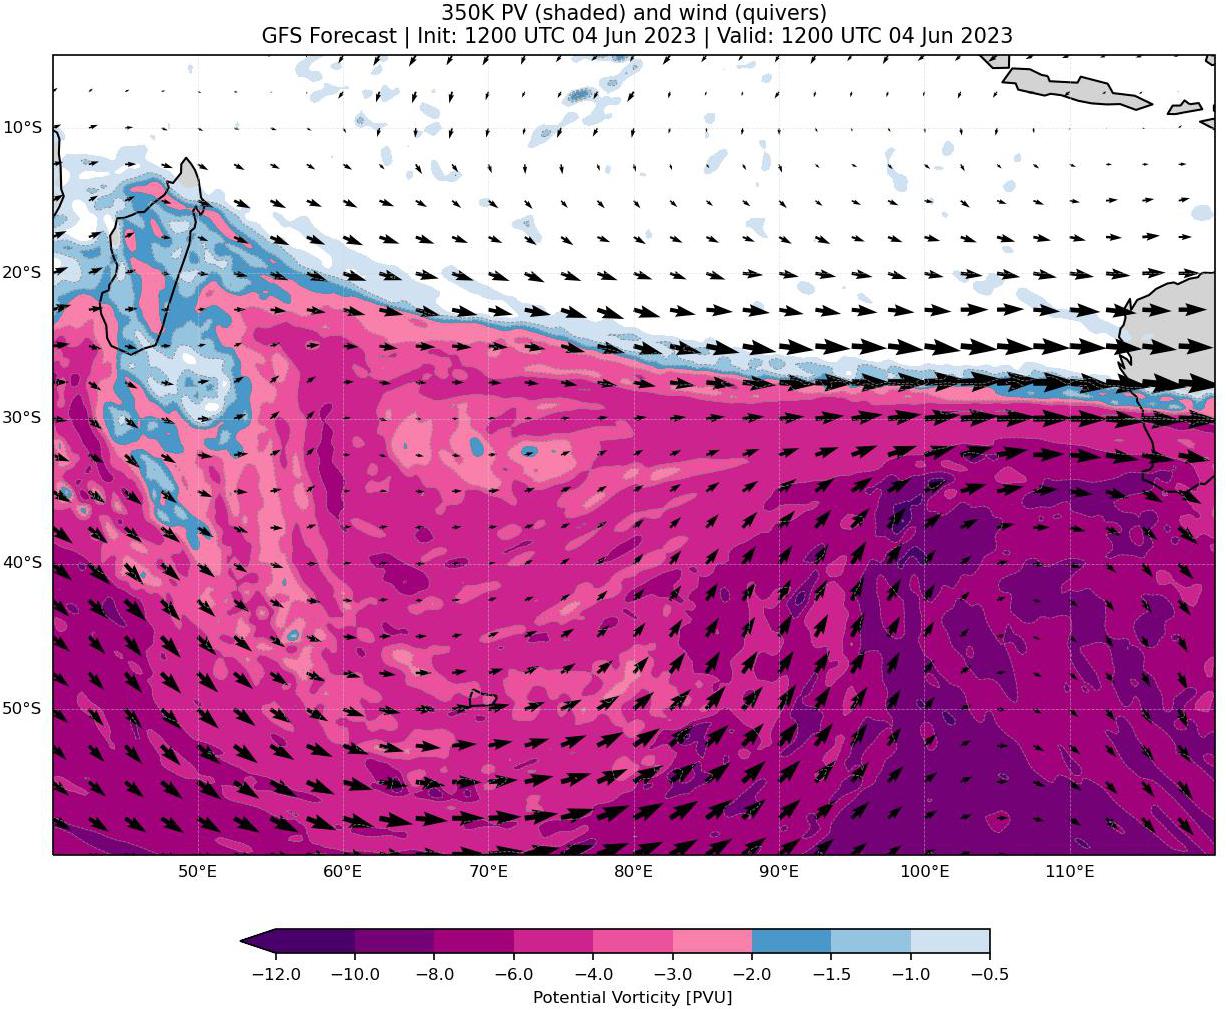 350K PV (shaded) and wind (quivers)
GFS Forecast | Init: 1200 UTC 04 Jun 2023 | Valid: 1200 UTC 04 Jun 2023
10°S
20°S
30°S
40°S
50°S
50°E 60°E 70°E 80°E 90°E 100°E 110°E
−12.0 −10.0 −8.0 −6.0 −4.0 −3.0 −2.0 −1.5 −1.0 −0.5
Potential Vorticity [PVU]